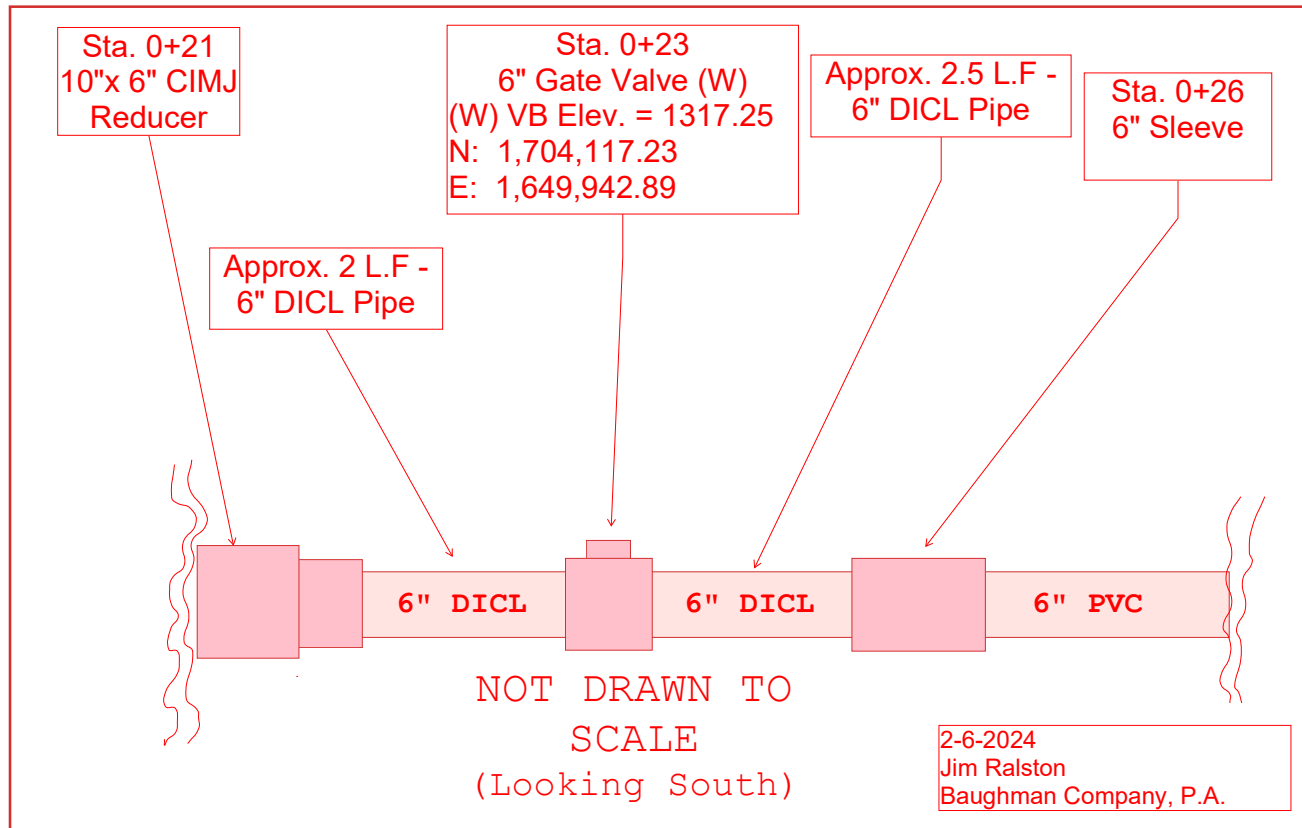 Sta. 0+21
10"x 6" CIMJ
Reducer
Sta. 0+23
6" Gate Valve (W)
(W) VB Elev. = 1317.25
N:  1,704,117.23
E:  1,649,942.89
Approx. 2.5 L.F -
6" DICL Pipe
Sta. 0+26
6" Sleeve
Approx. 2 L.F -
6" DICL Pipe
6" DICL
6" DICL
6" PVC
NOT DRAWN TO
SCALE
(Looking South)
2-6-2024
Jim Ralston
Baughman Company, P.A.